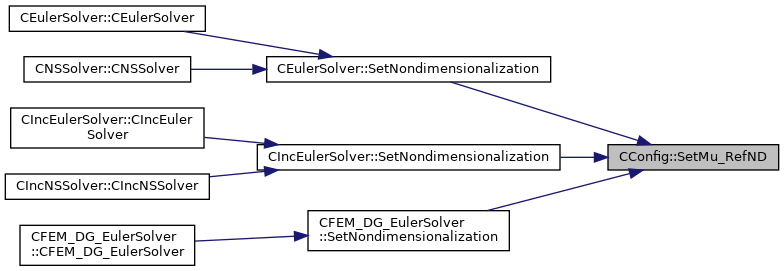 CEulerSolver::CEulerSolver
CNSSolver::CNSSolver
CEulerSolver::SetNondimensionalization
CIncEulerSolver::CIncEuler
Solver
CIncEulerSolver::SetNondimensionalization
CConfig::SetMu_RefND
CIncNSSolver::CIncNSSolver
CFEM_DG_EulerSolver
::SetNondimensionalization
CFEM_DG_EulerSolver
::CFEM_DG_EulerSolver